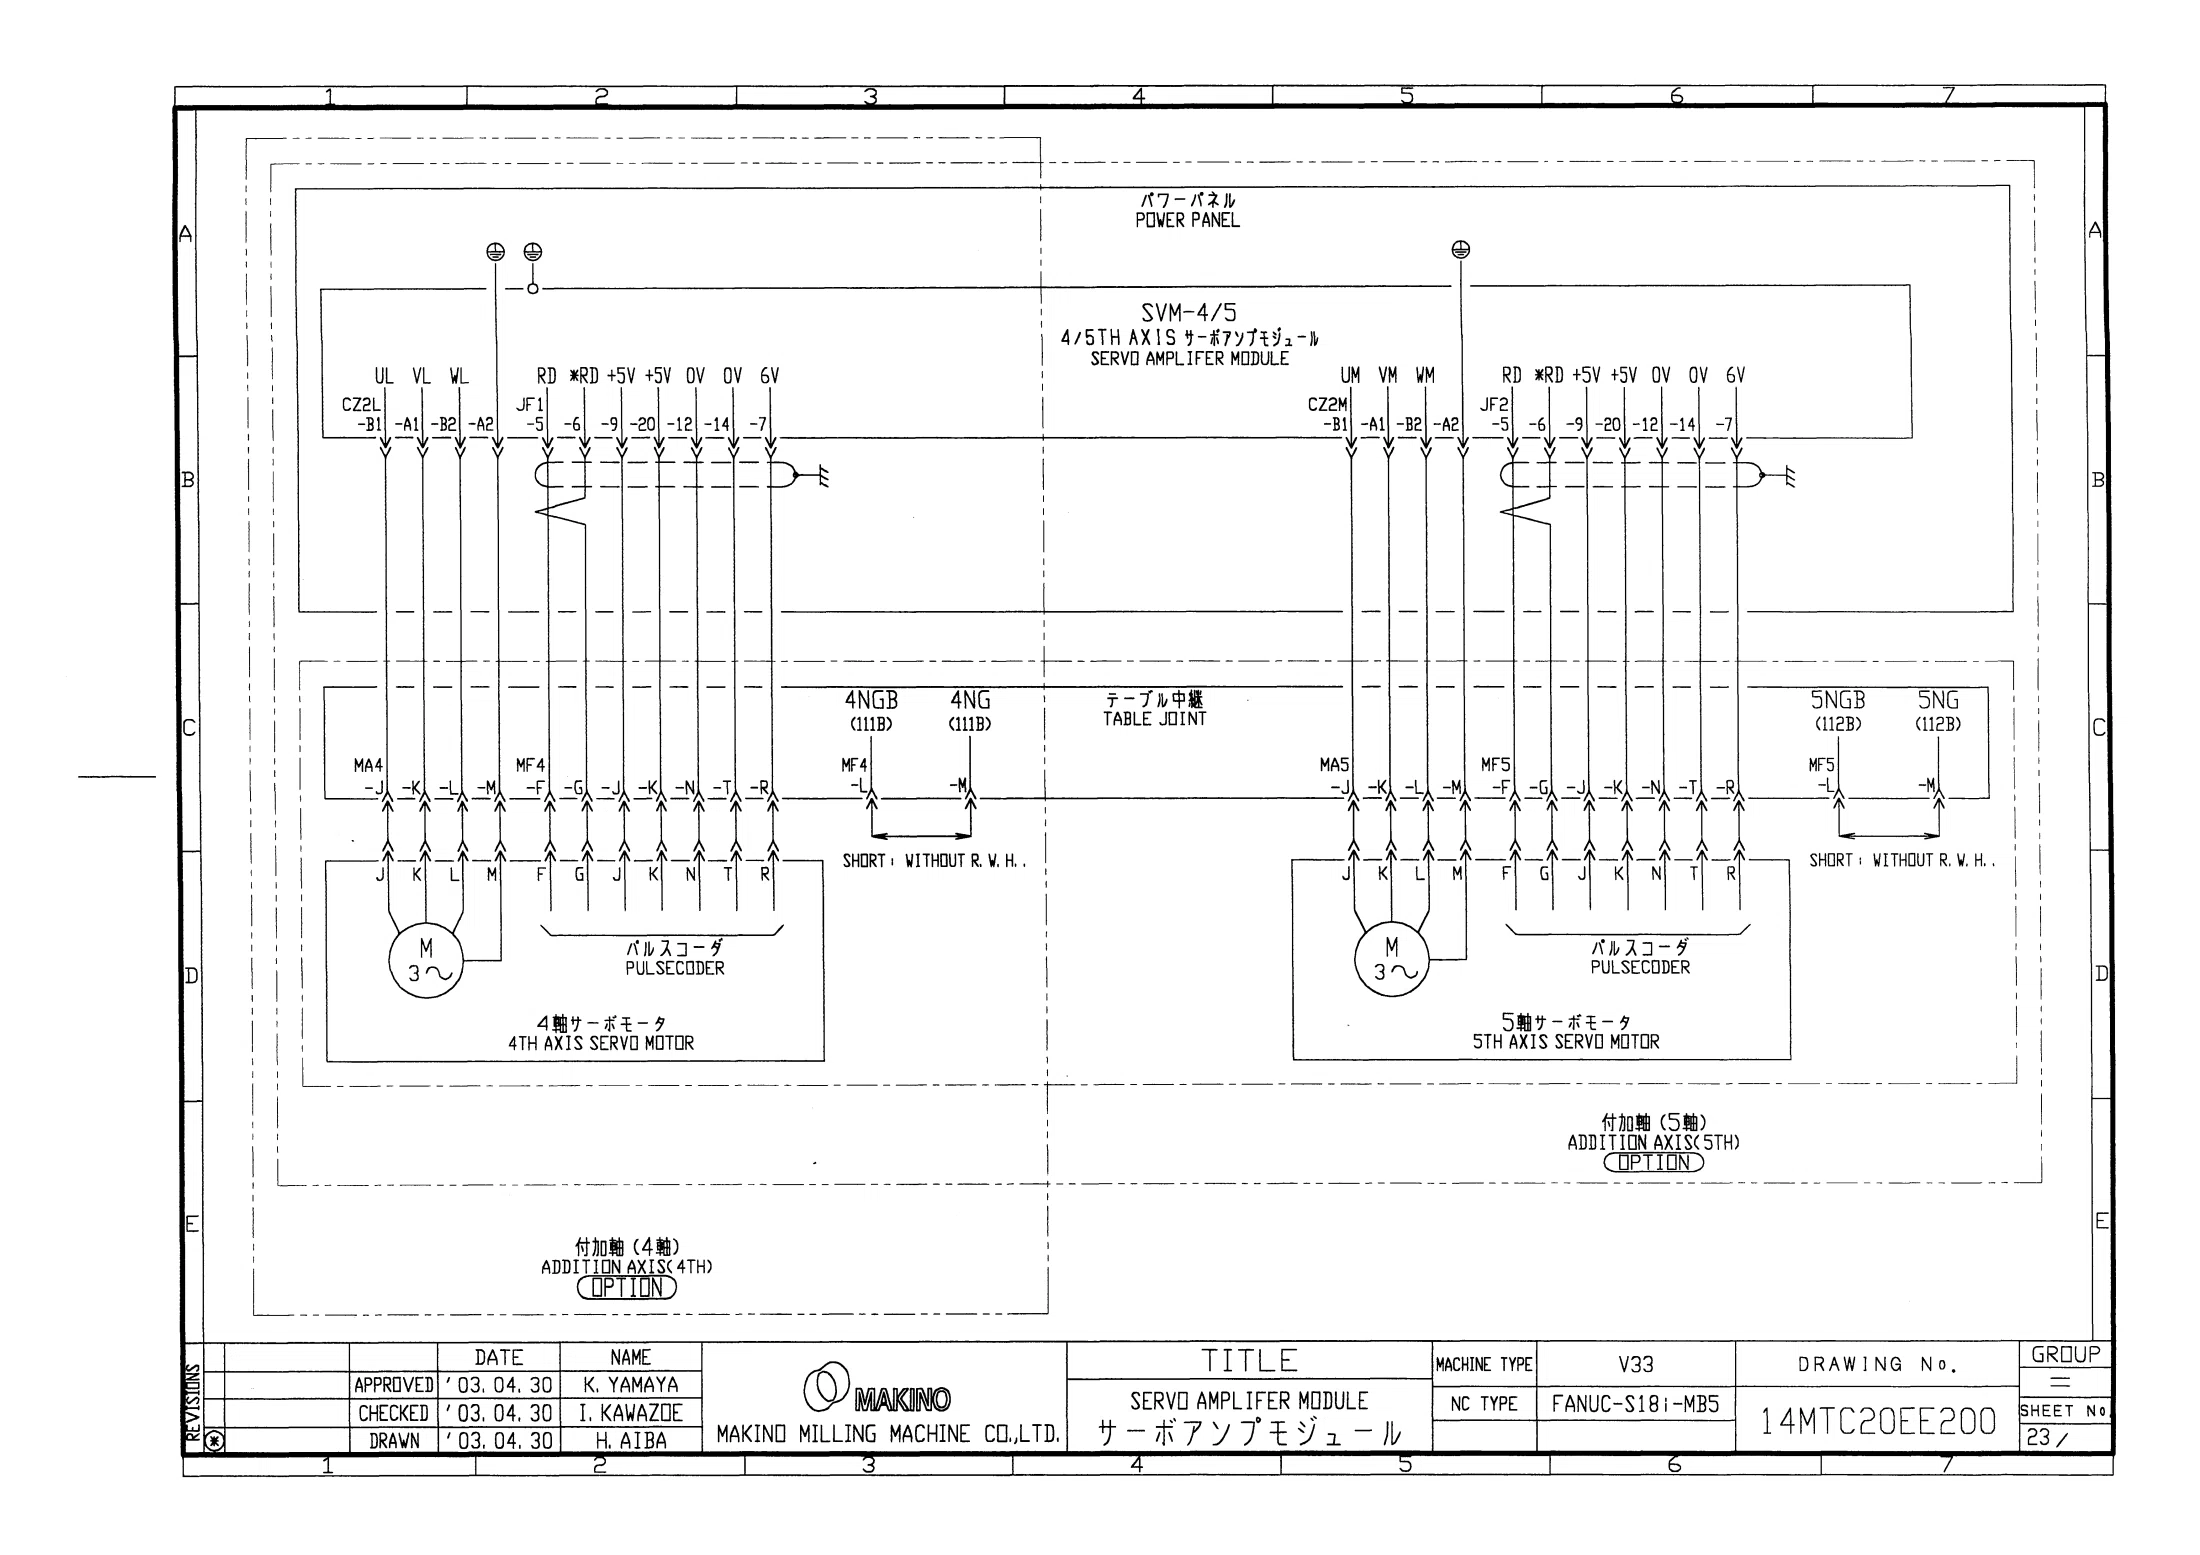 1 2 3 4 5 6 7
A A
パワーパネル
POWER PANEL
SVM-4/5
4/5TH AXIS サーボアンプモジュール
SERVO AMPLIFER MODULE
UL VL WL RD *RD +5V +5V 0V 0V 6V
UM VM WM RD *RD +5V +5V 0V 0V 6V
CZ2L JF1 CZ2M JF2
-B1 -A1 -B2 -A2 -5 -6 -9 -20 -12 -14 -7
-B1 -A1 -B2 -A2 -5 -6 -9 -20 -12 -14 -7
B B
4NGB 4NG
(111B) (111B)
テーブル中継
TABLE JOINT
5NGB 5NG
(112B) (112B)
C C
MA4 MF4 MF4 MA5 MF5 MF5
-J -K -L -M -F -G -J -K -N -T -R -L -M
-J -K -L -M -F -G -J -K -N -T -R -L -M
SHORT: WITHOUT R.W.H..
SHORT: WITHOUT R.W.H..
J K L M F G J K N T R
J K L M F G J K N T R
M
3~
パルスコーダ
PULSECODER
M
3~
パルスコーダ
PULSECODER
D D
4軸サーボモータ
4TH AXIS SERVO MOTOR
5軸サーボモータ
5TH AXIS SERVO MOTOR
付加軸(5軸)
ADDITION AXIS(5TH)
OPTION
E E
付加軸(4軸)
ADDITION AXIS(4TH)
OPTION
REVISIONS
*
DATE NAME
APPROVED '03.04.30 K. YAMAYA
CHECKED '03.04.30 I. KAWAZOE
DRAWN '03.04.30 H. AIBA
MAKINO
MAKINO MILLING MACHINE CO.,LTD.
TITLE
SERVO AMPLIFER MODULE
サーボアンプモジュール
MACHINE TYPE V33
NC TYPE FANUC-S18i-MB5
DRAWING No.
14MTC20EE200
GROUP
=
SHEET No.
23/
1 2 3 4 5 6 7